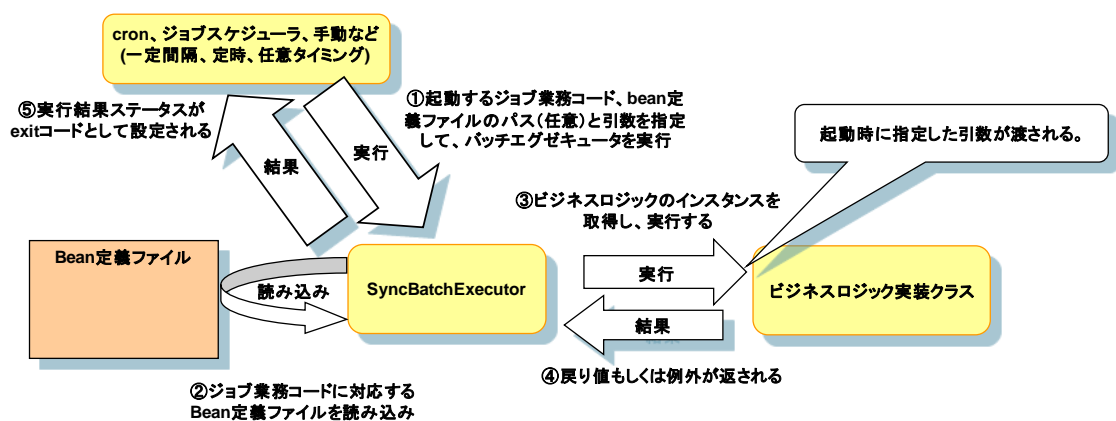 cron、ジョブスケジューラ、手動など
(一定間隔、定時、任意タイミング)
⑤実行結果ステータスが
exitコードとして設定される
①起動するジョブ業務コード、bean定
義ファイルのパス（任意）と引数を指定
して、バッチエグゼキュータを実行
起動時に指定した引数が渡される。
結果
実行
③ビジネスロジックのインスタンスを
取得し、実行する
Bean定義ファイル
読み込み
SyncBatchExecutor
実行
ビジネスロジック実装クラス
結果
④戻り値もしくは例外が返される
②ジョブ業務コードに対応する
Bean定義ファイルを読み込み